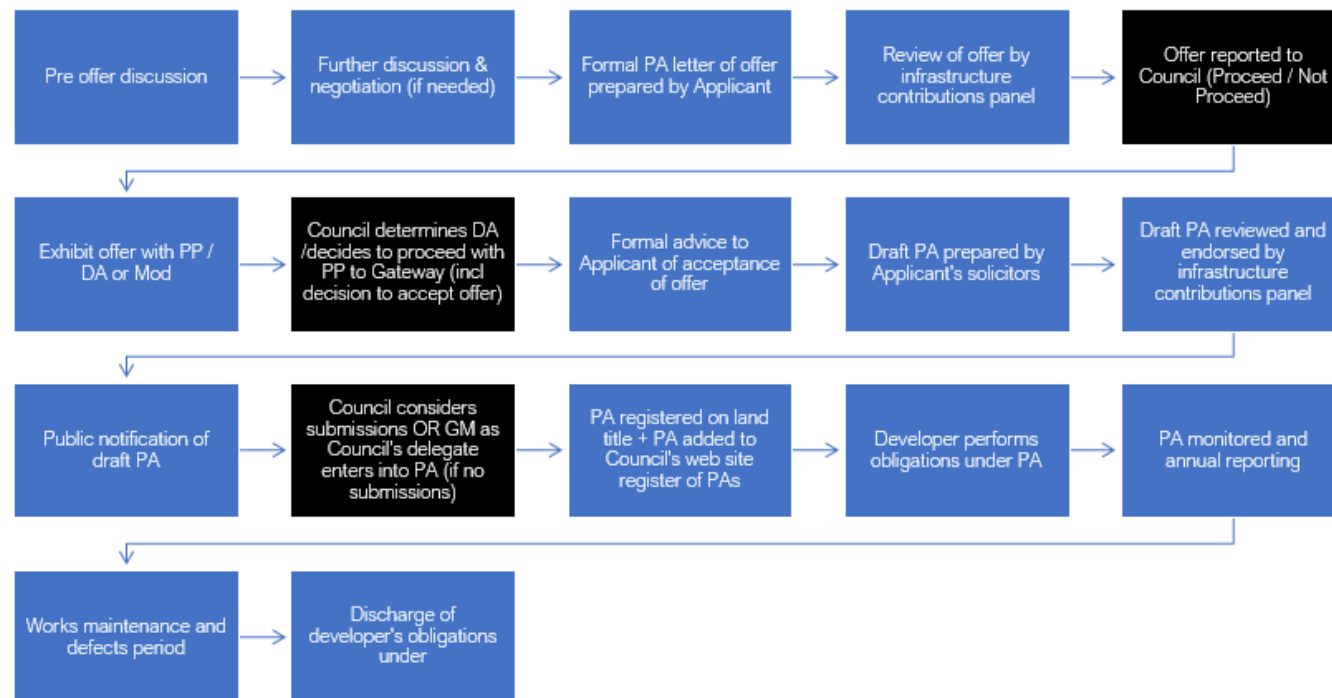 Pre offer discussion
Further discussion &
negotiation (if needed)
Formal PA letter of offer
prepared by Applicant
Review of offer by
infrastructure
contributions panel
Offer reported to
Council (Proceed / Not
Proceed)
Exhibit offer with PP /
DA or Mod
Council determines DA
/decides to proceed with
PP to Gateway (incl
decision to accept offer)
Formal advice to
Applicant of acceptance
of offer
Draft PA prepared by
Applicant's solicitors
Draft PA reviewed and
endorsed by
infrastructure
contributions panel
Public notification of
draft PA
Council considers
submissions OR GM as
Council's delegate
enters into PA (if no
submissions)
PA registered on land
title + PA added to
Council's web site
register of PAs
Developer performs
obligations under PA
PA monitored and
annual reporting
Works maintenance and
defects period
Discharge of
developer's obligations
under